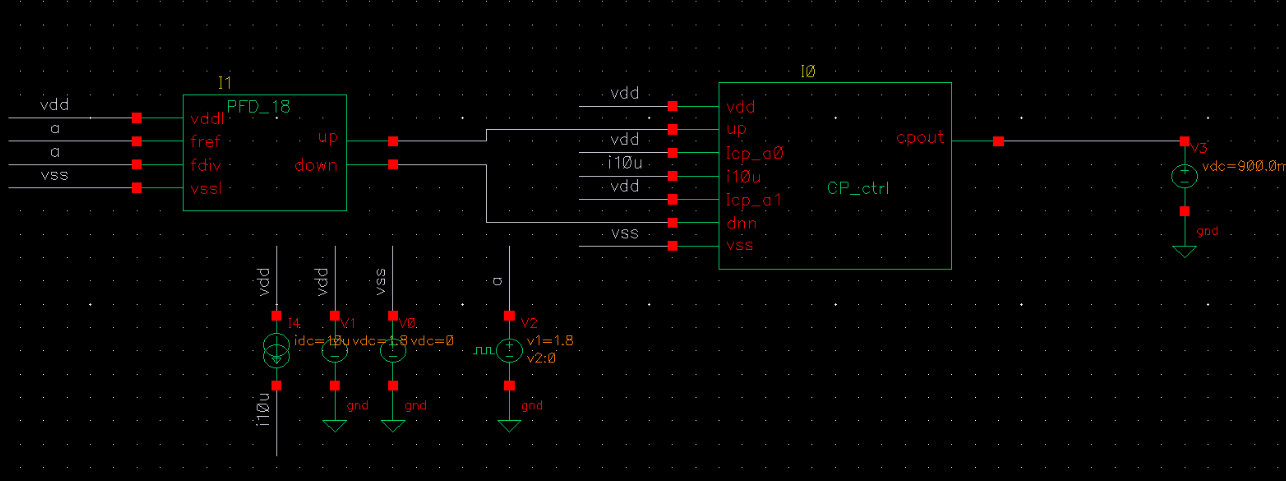 I0
I1
vdd
PFD_18
vdd
vdd
vddl
a
up
up
vdd
fref
cpout
V3
a
Icp_a0
i10u
fdiv
down
vdc=900.0m
vss
i10u
vdd
vssl
CP_ctrl
Icp_a1
dnn
vss
vss
gnd
vdd
vdd
vss
a
I4
V1
V0
V2
idc=10u
vdc=1.8
vdc=0
v1=1.8
v2:0
i10u
gnd
gnd
gnd